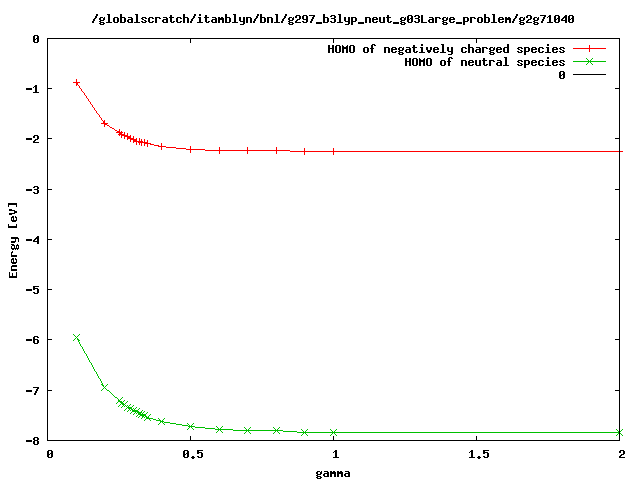 /globalscratch/itamblyn/bnl/g297_b3lyp_neut_g03Large_problem/g2g71040
HOMO of negatively charged species
HOMO of neutral species
0
0
-1
-2
-3
-4
-5
-6
-7
-8
Energy [eV]
0 0.5 1 1.5 2
gamma